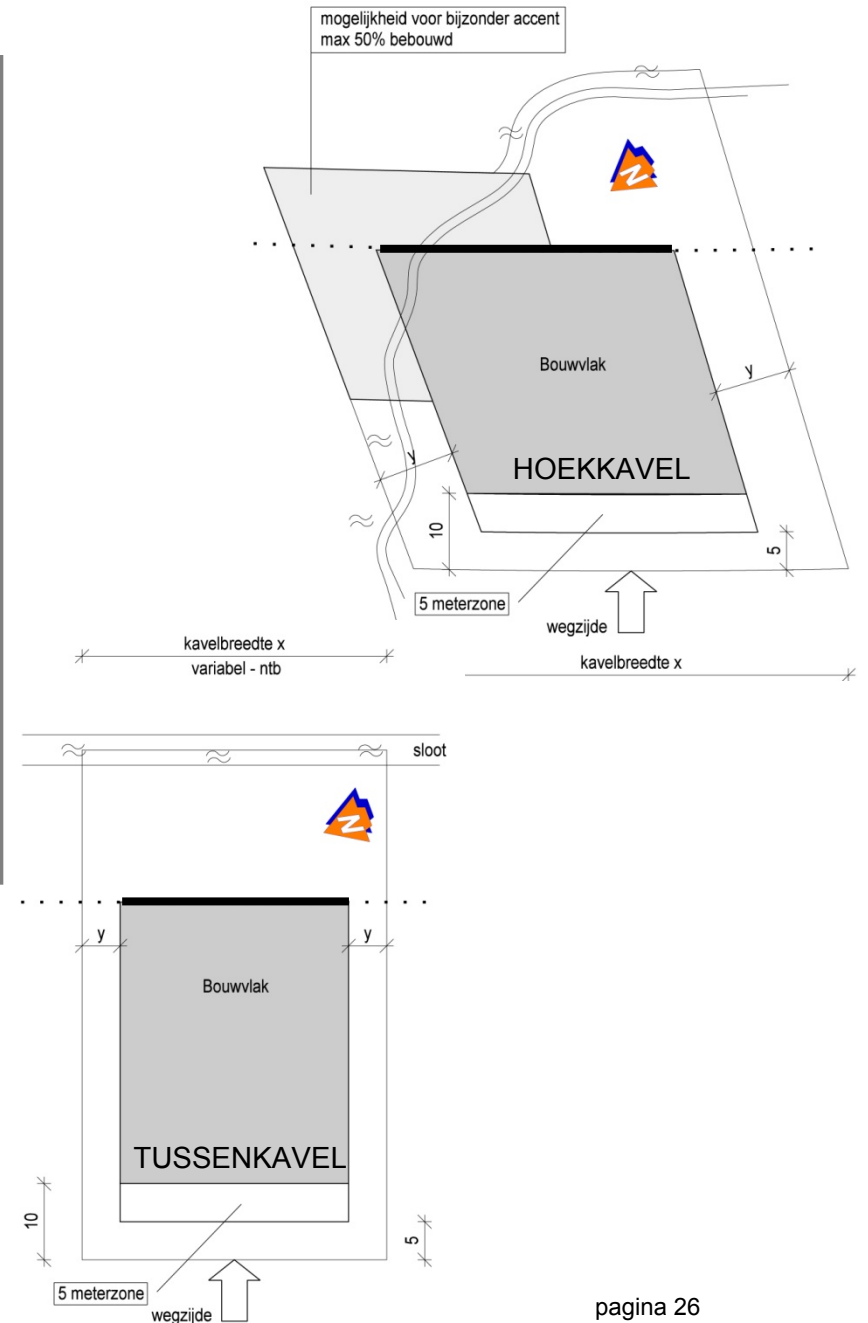 mogelijkheid voor bijzonder accent
max 50% bebouwd
N
Bouwvlak
y
y
HOEKKAVEL
10
5
5 meterzone
wegzijde
kavelbreedte x
variabel - ntb
kavelbreedte x
sloot
N
y
y
Bouwvlak
TUSSENKAVEL
10
5
5 meterzone
wegzijde
pagina 26